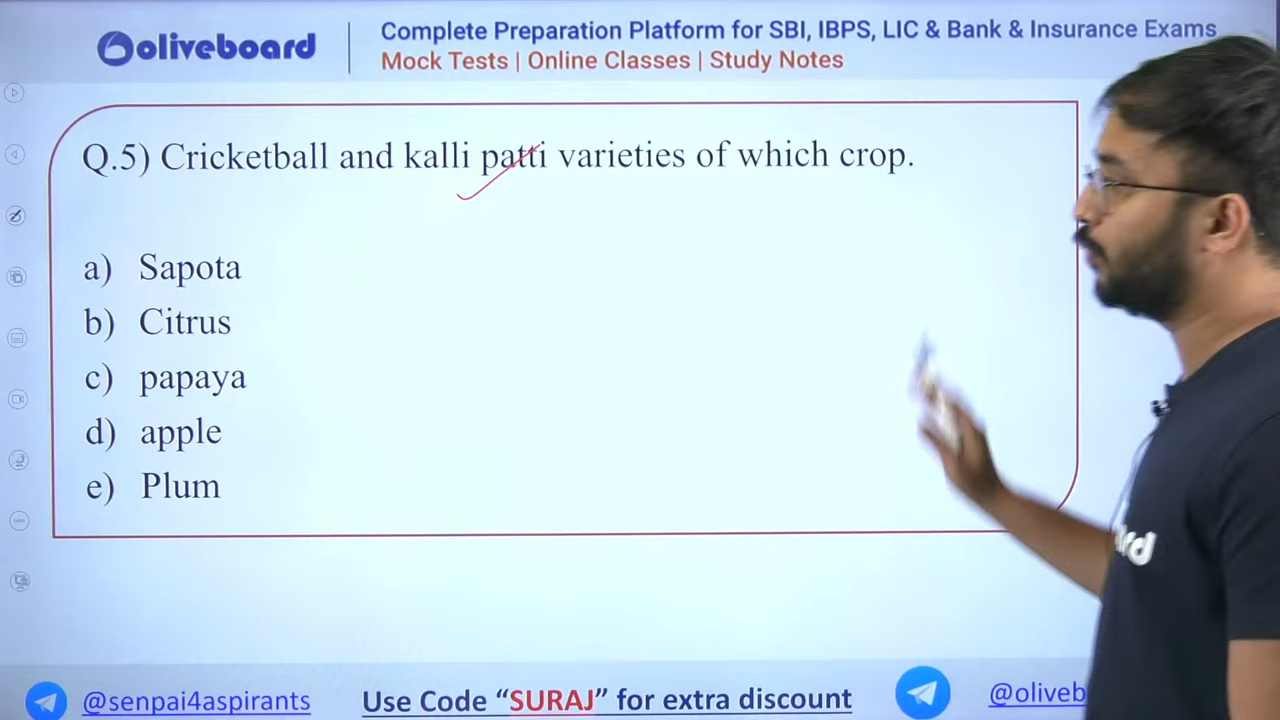 oliveboard
Complete Preparation Platform for SBI, IBPS, LIC & Bank & Insurance Exams
Mock Tests | Online Classes | Study Notes
Q.5) Cricketball and kalli patti varieties of which crop.
a) Sapota
b) Citrus
c) papaya
d) apple
e) Plum
@senpai4aspirants
Use Code “SURAJ” for extra discount
@oliveb